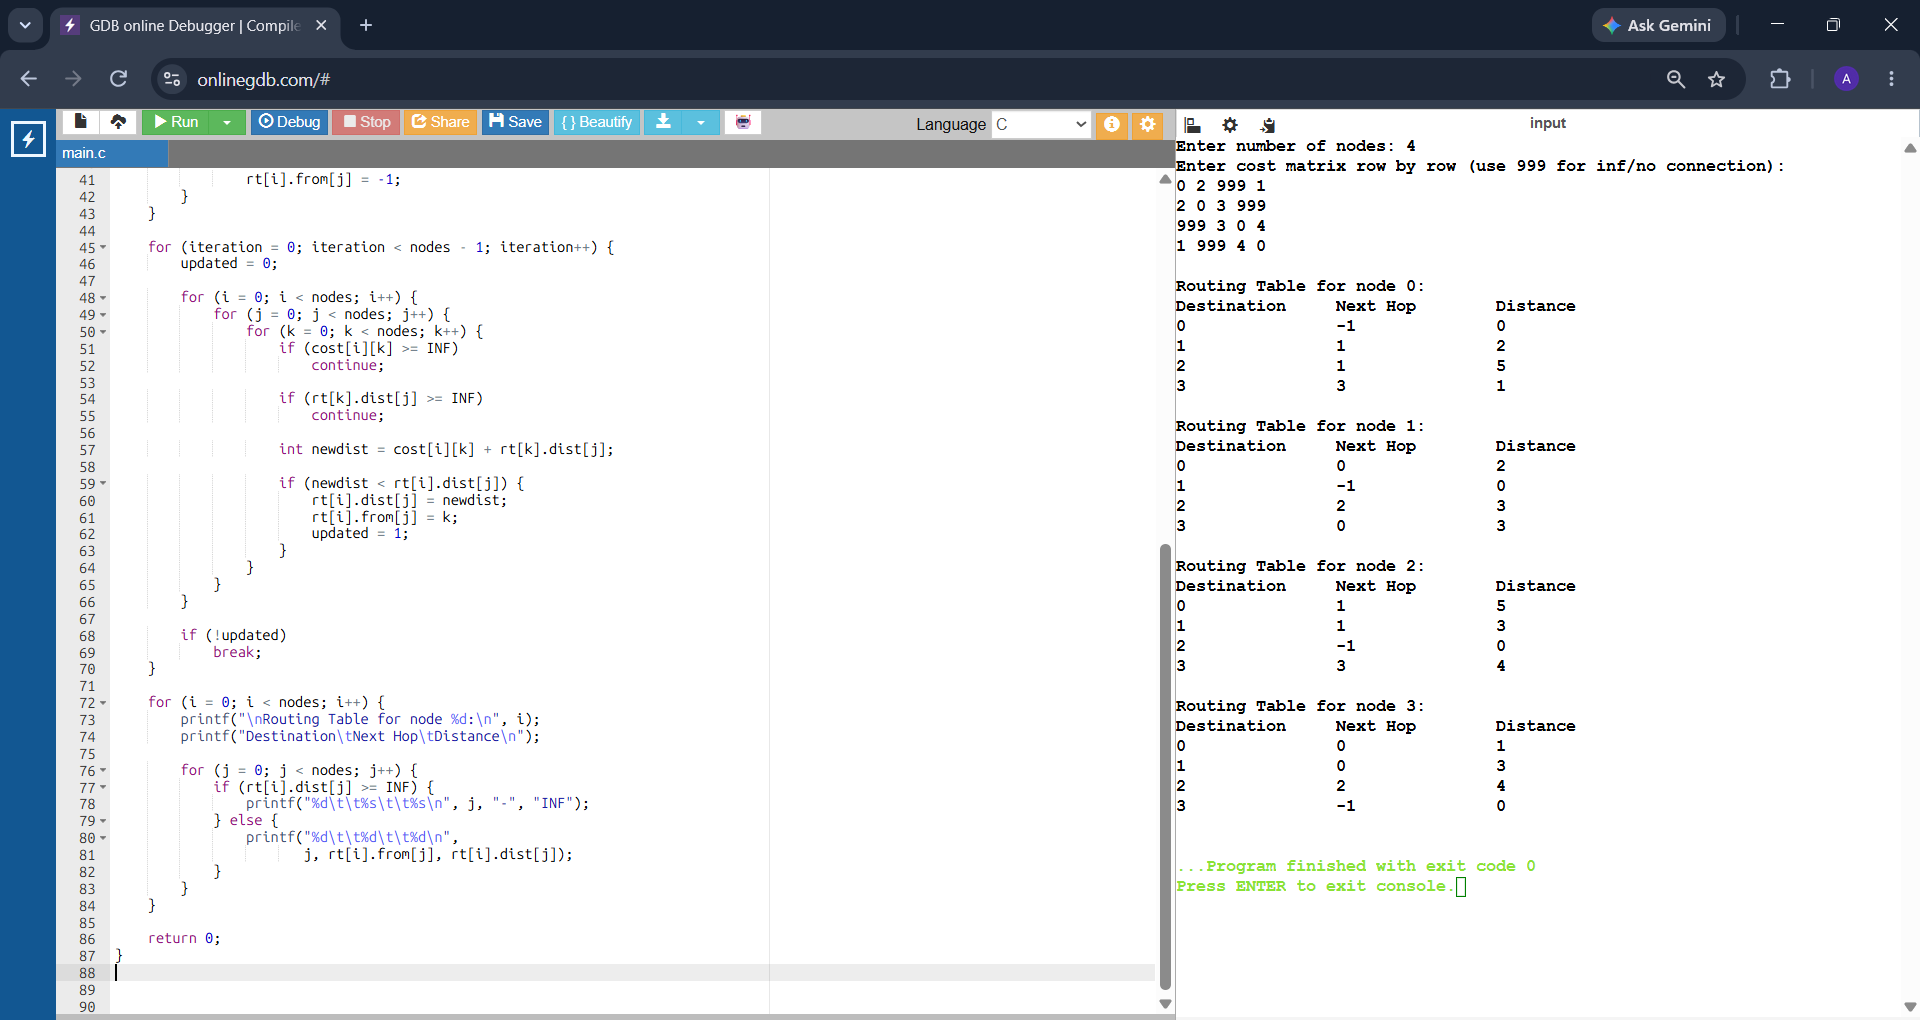 GDB online Debugger | Compile
Ask Gemini
onlinegdb.com/#
A
Run
Debug
Stop
Share
Save
{ } Beautify
Language C
input
main.c
41 rt[i].from[j] = -1;
42 }
43 }
44
45 for (iteration = 0; iteration < nodes - 1; iteration++) {
46 updated = 0;
47
48 for (i = 0; i < nodes; i++) {
49 for (j = 0; j < nodes; j++) {
50 for (k = 0; k < nodes; k++) {
51 if (cost[i][k] >= INF)
52 continue;
53
54 if (rt[k].dist[j] >= INF)
55 continue;
56
57 int newdist = cost[i][k] + rt[k].dist[j];
58
59 if (newdist < rt[i].dist[j]) {
60 rt[i].dist[j] = newdist;
61 rt[i].from[j] = k;
62 updated = 1;
63 }
64 }
65 }
66 }
67
68 if (!updated)
69 break;
70 }
71
72 for (i = 0; i < nodes; i++) {
73 printf("\nRouting Table for node %d:\n", i);
74 printf("Destination\tNext Hop\tDistance\n");
75
76 for (j = 0; j < nodes; j++) {
77 if (rt[i].dist[j] >= INF) {
78 printf("%d\t\t%s\t\t%s\n", j, "-", "INF");
79 } else {
80 printf("%d\t\t%d\t\t%d\n",
81 j, rt[i].from[j], rt[i].dist[j]);
82 }
83 }
84 }
85
86 return 0;
87 }
88
89
90
Enter number of nodes: 4
Enter cost matrix row by row (use 999 for inf/no connection):
0 2 999 1
2 0 3 999
999 3 0 4
1 999 4 0
Routing Table for node 0:
Destination Next Hop Distance
0 -1 0
1 1 2
2 1 5
3 3 1
Routing Table for node 1:
Destination Next Hop Distance
0 0 2
1 -1 0
2 2 3
3 0 3
Routing Table for node 2:
Destination Next Hop Distance
0 1 5
1 1 3
2 -1 0
3 3 4
Routing Table for node 3:
Destination Next Hop Distance
0 0 1
1 0 3
2 2 4
3 -1 0
...Program finished with exit code 0
Press ENTER to exit console.